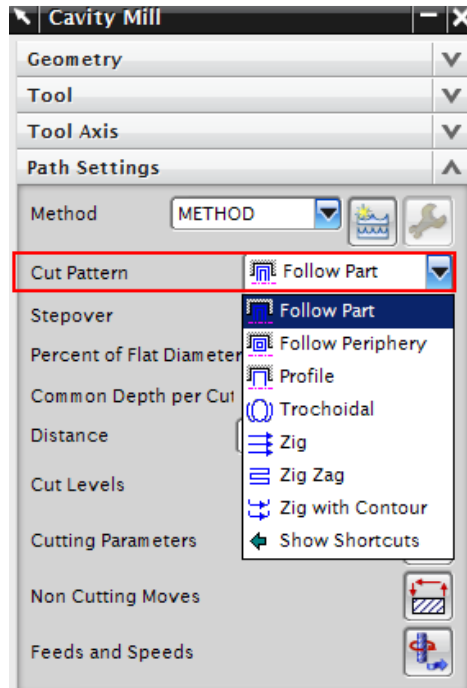 Cavity Mill
Geometry
Tool
Tool Axis
Path Settings
Method METHOD
Cut Pattern Follow Part
Stepover
Follow Part
Percent of Flat Diameter
Follow Periphery
Profile
Common Depth per Cut
Trochoidal
Distance
Zig
Zig Zag
Cut Levels
Zig with Contour
Cutting Parameters
Show Shortcuts
Non Cutting Moves
Feeds and Speeds